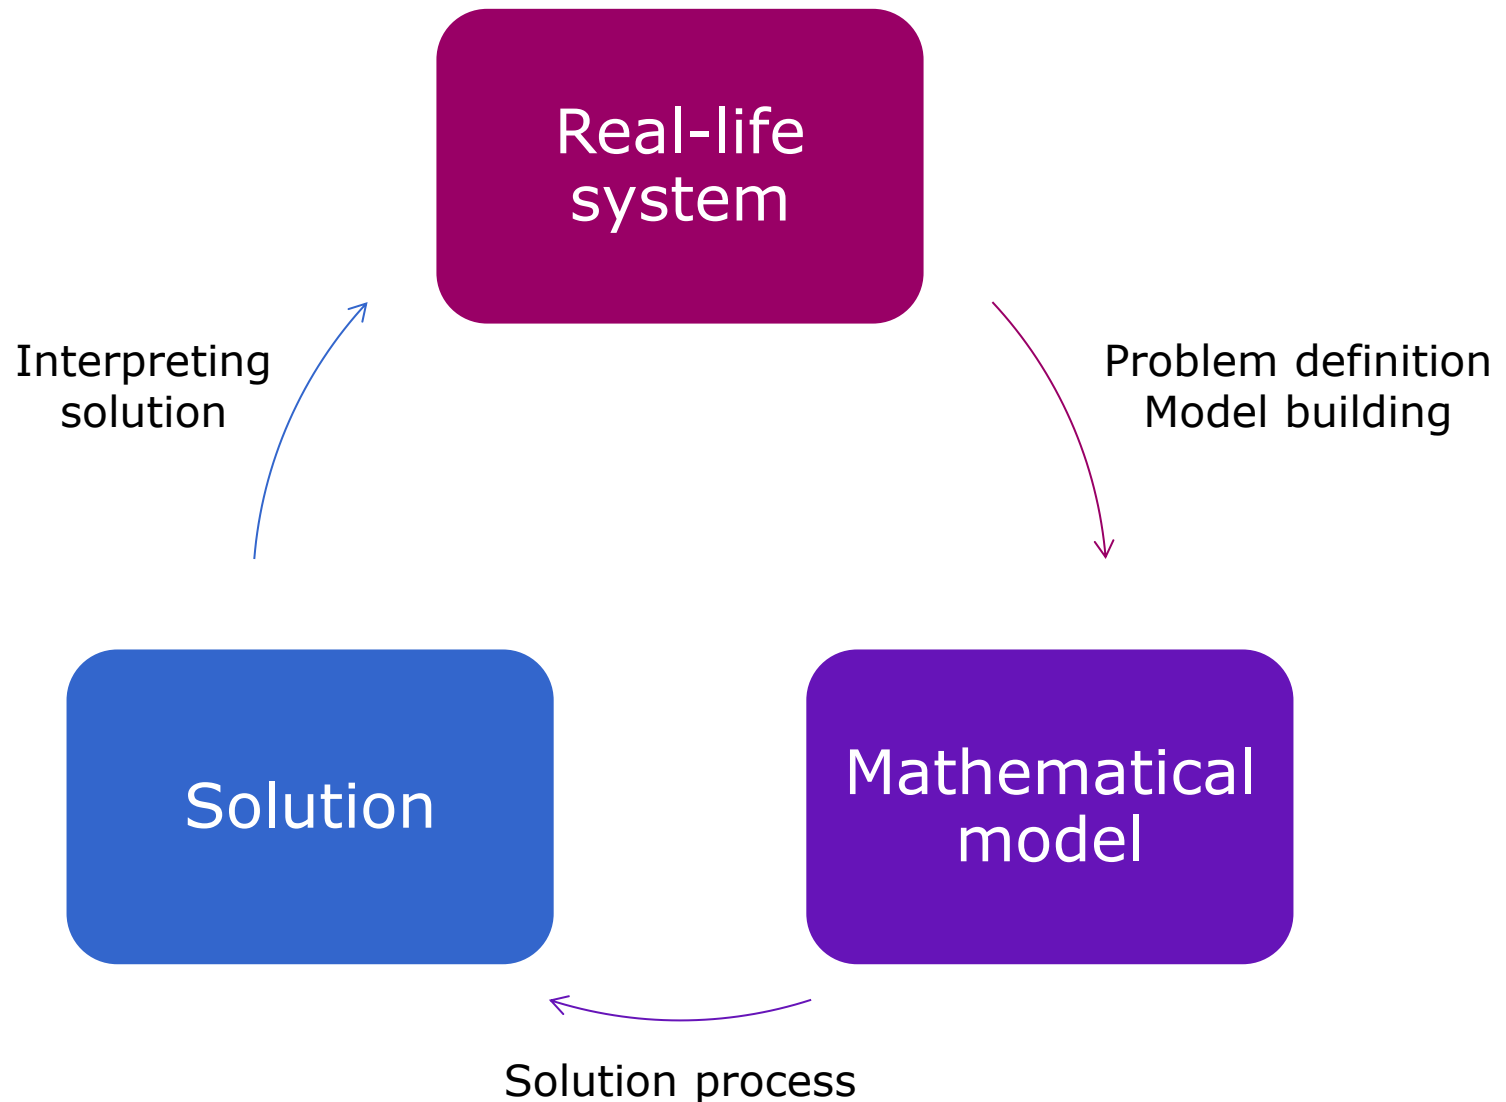 Real-life
system
Interpreting
solution
Problem definition
Model building
Solution
Mathematical
model
Solution process